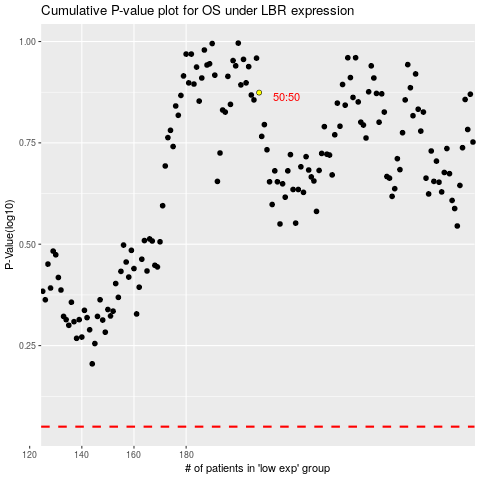 Cumulative P-value plot for OS under LBR expression
1.00
50:50
0.75
P-Value(log10)
0.50
0.25
120 140 160 180
# of patients in 'low exp' group